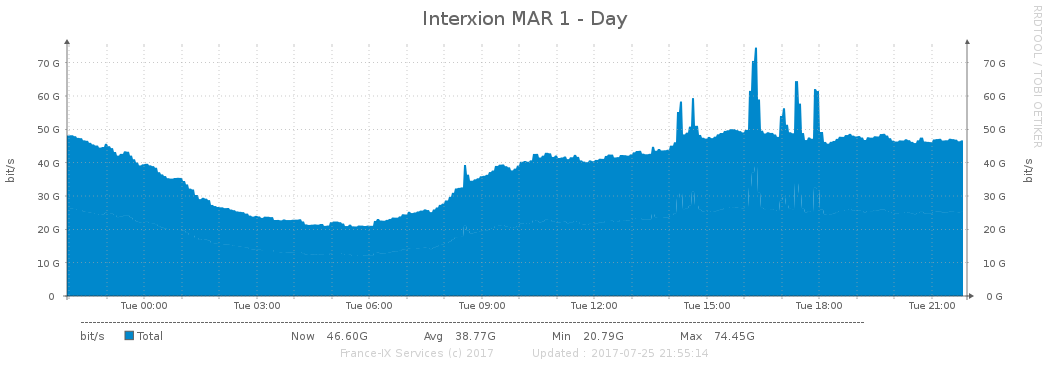 Interxion MAR 1 - Day
RRDTOOL / TOBI OETIKER
bit/s
70 G 70 G
60 G 60 G
50 G 50 G
40 G 40 G
30 G 30 G
20 G 20 G
10 G 10 G
0 0 G
bit/s
Tue 00:00 Tue 03:00 Tue 06:00 Tue 09:00 Tue 12:00 Tue 15:00 Tue 18:00 Tue 21:00
bit/s Total Now 46.60G Avg 38.77G Min 20.79G Max 74.45G
France-IX Services (c) 2017 Updated : 2017-07-25 21:55:14